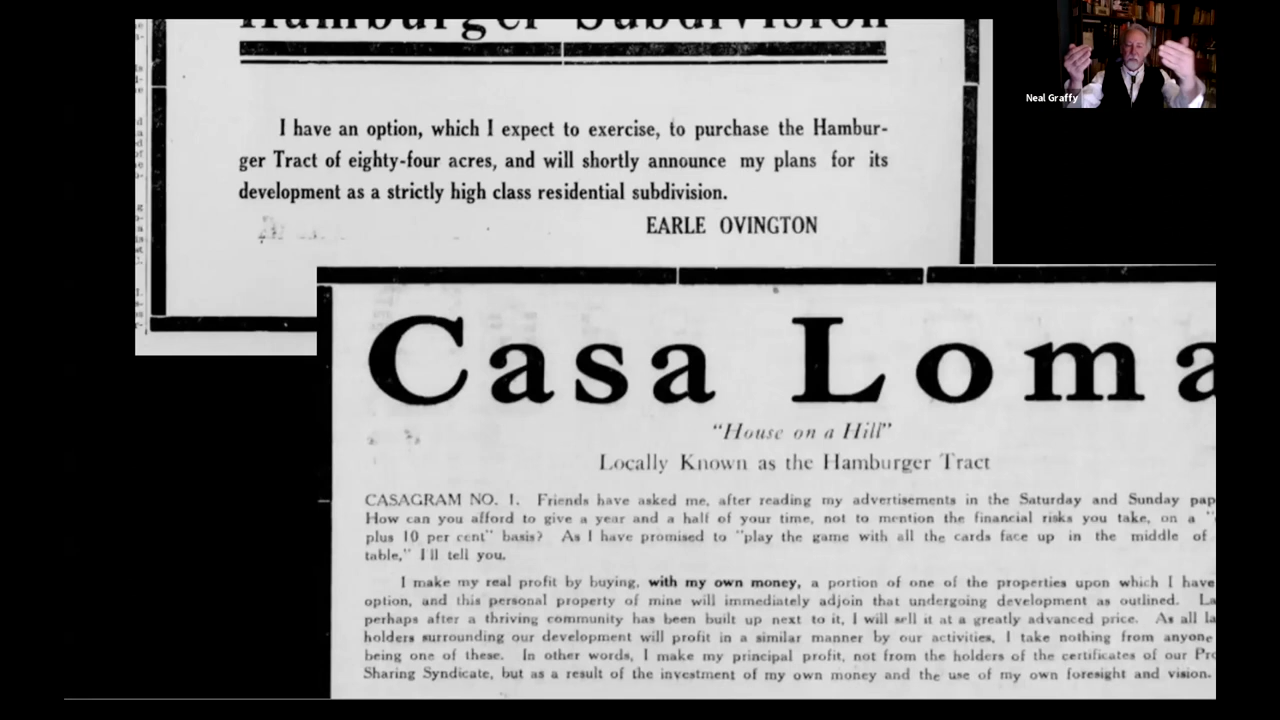 Hamburger Subdivision
I have an option, which I expect to exercise, to purchase the Hambur-
ger Tract of eighty-four acres, and will shortly announce my plans for its
development as a strictly high class residential subdivision.
EARLE OVINGTON
Neal Graffy
Casa Loma
"House on a Hill"
Locally Known as the Hamburger Tract
CASAGRAM NO. 1. Friends have asked me, after reading my advertisements in the Saturday and Sunday pap
How can you afford to give a year and a half of your time, not to mention the financial risks you take, on a "
plus 10 per cent" basis? As I have promised to "play the game with all the cards face up in the middle of
table," I'll tell you.
I make my real profit by buying, with my own money, a portion of one of the properties upon which I have
option, and this personal property of mine will immediately adjoin that undergoing development as outlined. La
perhaps after a thriving community has been built up next to it, I will sell it at a greatly advanced price. As all la
holders surrounding our development will profit in a similar manner by our activities, I take nothing from anyone
being one of these. In other words, I make my principal profit, not from the holders of the certificates of our Pro
Sharing Syndicate, but as a result of the investment of my own money and the use of my own foresight and vision.